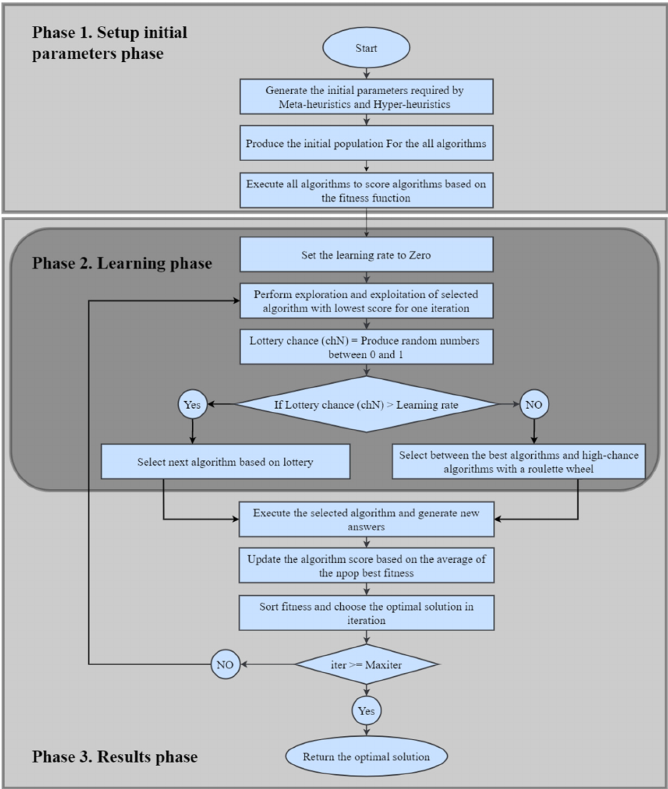 Phase 1. Setup initial
parameters phase
Start
Generate the initial parameters required by
Meta-heuristics and Hyper-heuristics
Produce the initial population For the all algorithms
Execute all algorithms to score algorithms based on
the fitness function
Phase 2. Learning phase
Set the learning rate to Zero
Perform exploration and exploitation of selected
algorithm with lowest score for one iteration
Lottery chance (chN) = Produce random numbers
between 0 and 1
Yes
If Lottery chance (chN) > Learning rate
NO
Select next algorithm based on lottery
Select between the best algorithms and high-chance
algorithms with a roulette wheel
Execute the selected algorithm and generate new
answers
Update the algorithm score based on the average of
the npop best fitness
Sort fitness and choose the optimal solution in
iteration
NO
iter >= Maxiter
Yes
Phase 3. Results phase
Return the optimal solution